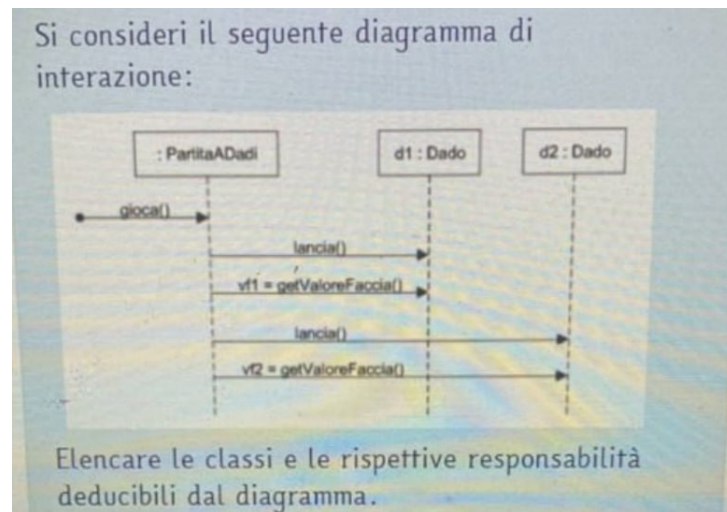 Si consideri il seguente diagramma di
interazione:
: PartitaADadi
d1 : Dado
d2 : Dado
gioca()
lancia()
vf1 = getValoreFaccia()
lancia()
vf2 = getValoreFaccia()
Elencare le classi e le rispettive responsabilità
deducibili dal diagramma.